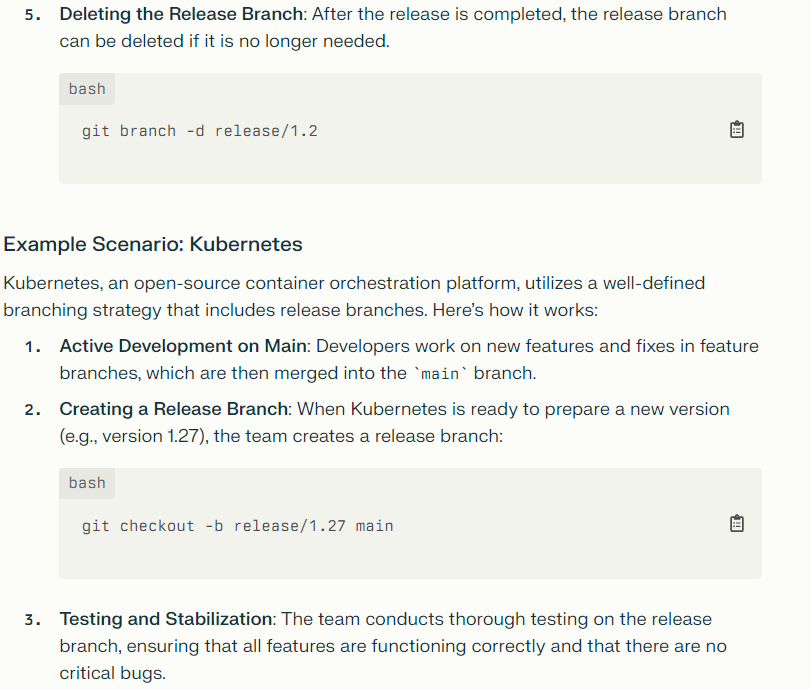 5. Deleting the Release Branch: After the release is completed, the release branch
can be deleted if it is no longer needed.
bash
git branch -d release/1.2
Example Scenario: Kubernetes
Kubernetes, an open-source container orchestration platform, utilizes a well-defined
branching strategy that includes release branches. Here’s how it works:
1. Active Development on Main: Developers work on new features and fixes in feature
branches, which are then merged into the `main` branch.
2. Creating a Release Branch: When Kubernetes is ready to prepare a new version
(e.g., version 1.27), the team creates a release branch:
bash
git checkout -b release/1.27 main
3. Testing and Stabilization: The team conducts thorough testing on the release
branch, ensuring that all features are functioning correctly and that there are no
critical bugs.